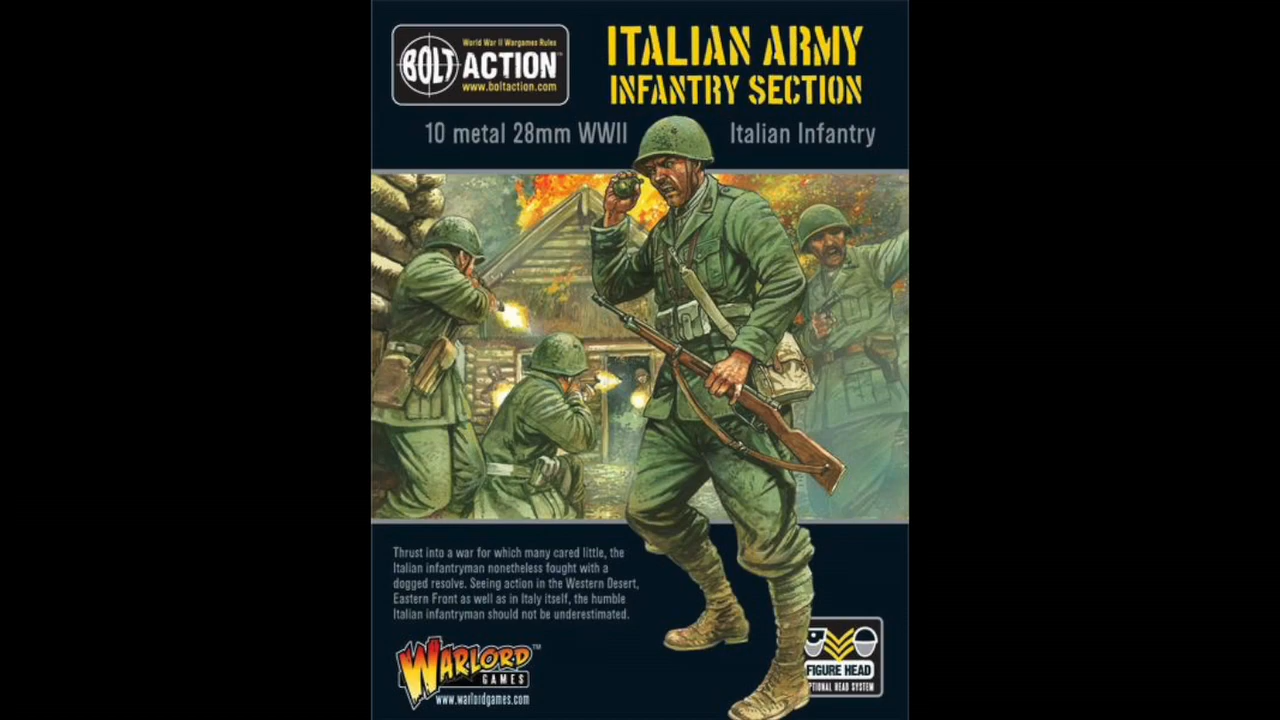 World War II Wargames Rules
BOLT ACTION™
www.boltaction.com
ITALIAN ARMY
INFANTRY SECTION
10 metal 28mm WWII Italian Infantry
Thrust into a war for which many cared little, the
Italian infantryman nonetheless fought with a
dogged resolve. Seeing action in the Western Desert,
Eastern Front as well as in Italy itself, the humble
Italian infantryman should not be underestimated.
WARLORD™
GAMES
www.warlordgames.com
FIGURE HEAD
PTIONAL HEAD SYSTEM